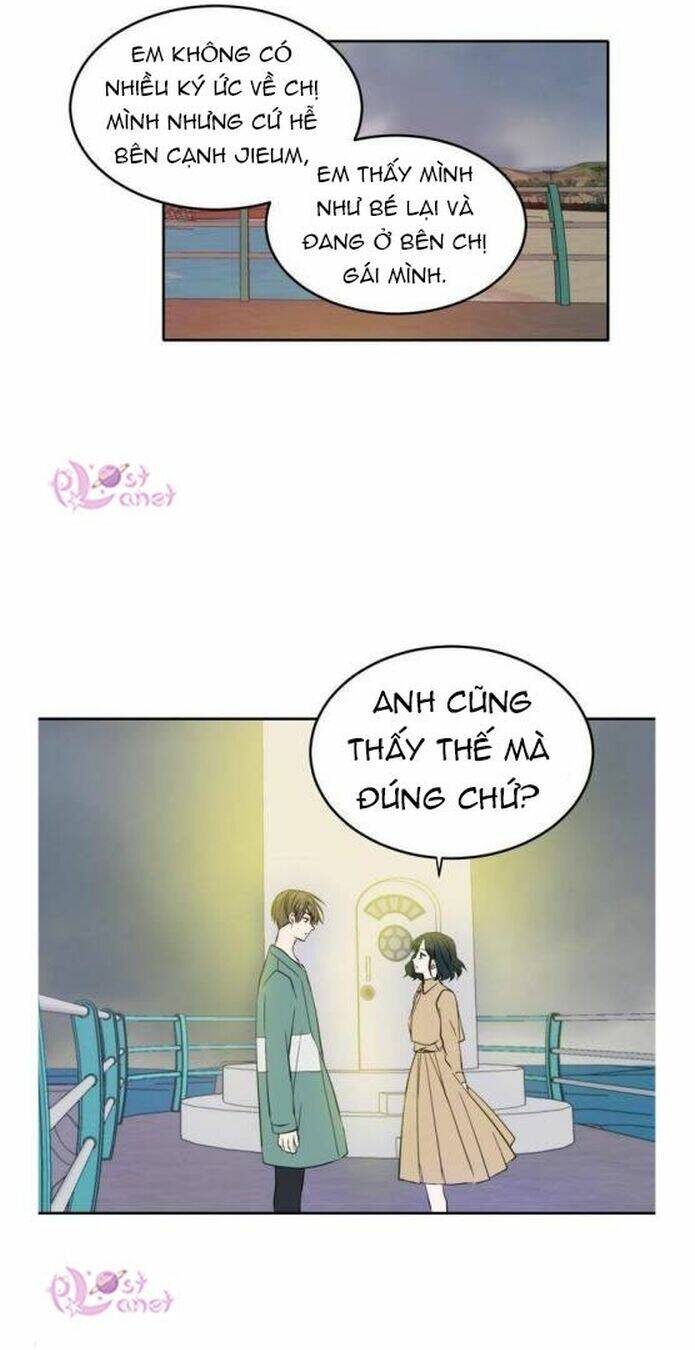 EM KHÔNG CÓ
NHIỀU KÝ ỨC VỀ CHỊ
MÌNH NHƯNG CỨ HỄ
BÊN CẠNH JIEUM,
EM THẤY MÌNH
NHƯ BÉ LẠI VÀ
ĐANG Ở BÊN CHỊ
GÁI MÌNH.
Lost
Planet
ANH CŨNG
THẤY THẾ MÀ
ĐÚNG CHỨ?
Lost
Planet